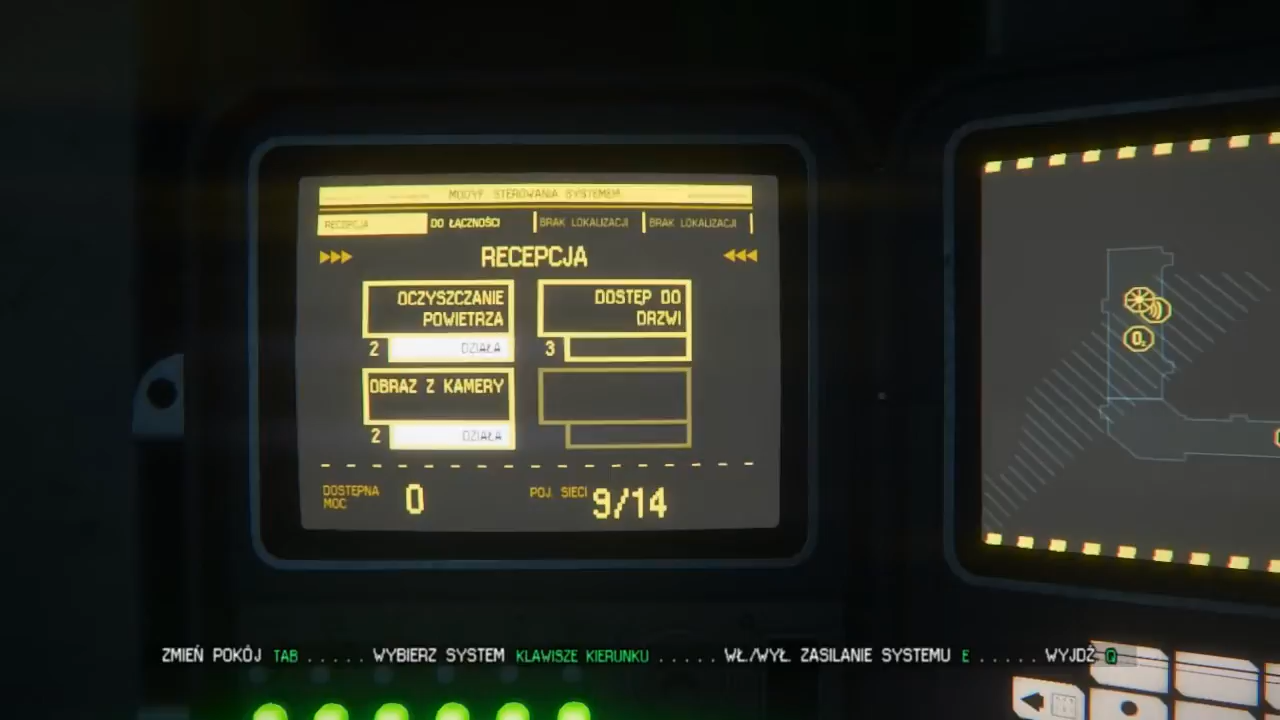 MODYF. STEROWANIA SYSTEMEM
RECEPCJA DO ŁĄCZNOŚCI BRAK LOKALIZACJI BRAK LOKALIZACJI
RECEPCJA
OCZYSZCZANIE
POWIETRZA
2 DZIAŁA
DOSTĘP DO
DRZWI
3
OBRAZ Z KAMERY
2 DZIAŁA
DOSTĘPNA
MOC
0
POJ. SIECI 9/14
O₂
ZMIEŃ POKÓJ TAB ..... WYBIERZ SYSTEM KLAWISZE KIERUNKU ..... WŁ./WYŁ. ZASILANIE SYSTEMU E ..... WYJDŹ Q